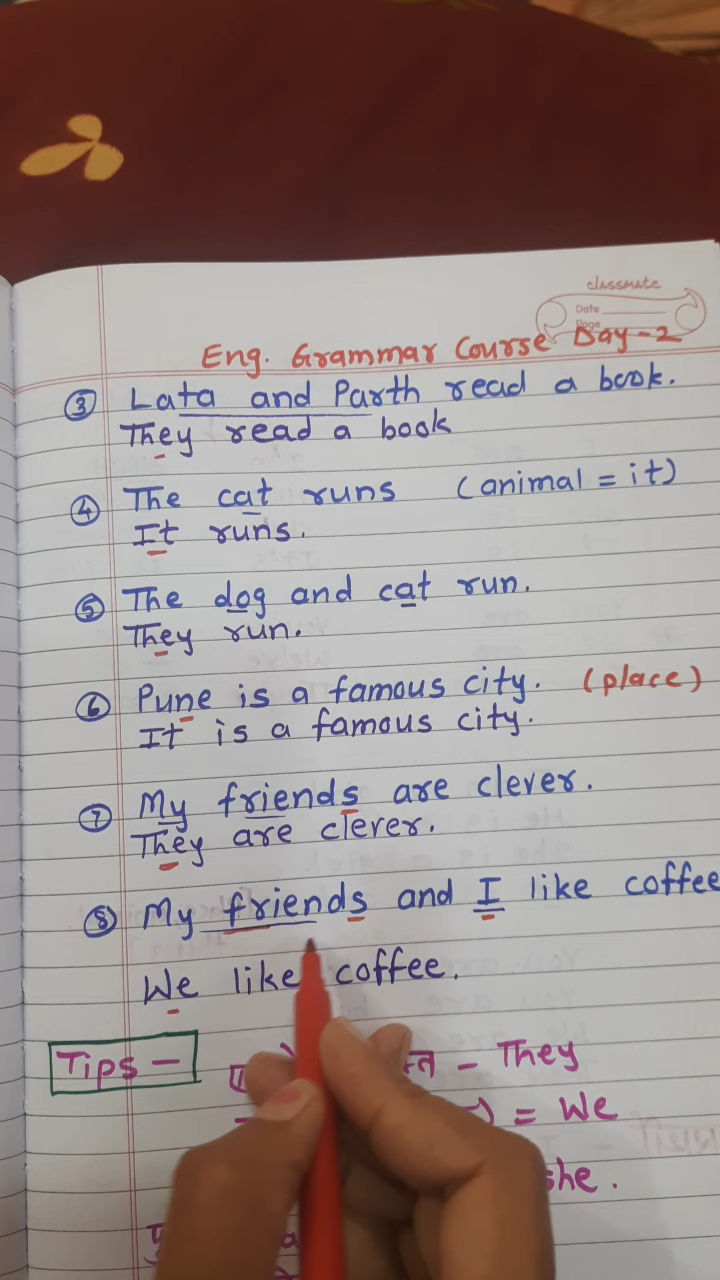 classmate
Date
Page
Eng. Grammar Course Day-2
③ Lata and Parth read a book.
They read a book
④ The cat runs (animal = it)
It runs.
⑤ The dog and cat run.
They run.
⑥ Pune is a famous city. (place)
It is a famous city.
⑦ My friends are clever.
They are clever.
⑧ My friends and I like coffee
We like coffee.
Tips - - They
= We
she.